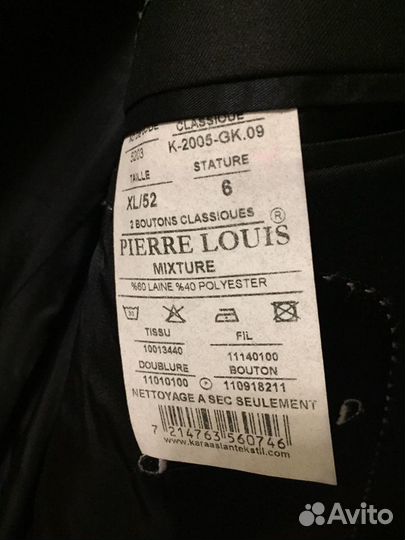 CLASSIQUE
5203 K-2005-GK.09
TAILLE STATURE
XL/52 6
2 BOUTONS CLASSIQUES
PIERRE LOUIS ®
MIXTURE
%60 LAINE %40 POLYESTER
TISSU FIL
10013440 11140100
DOUBLURE BOUTON
11010100 P 110918211
NETTOYAGE A SEC SEULEMENT
7 214763 560746
www.karaaslantekstil.com
Avito